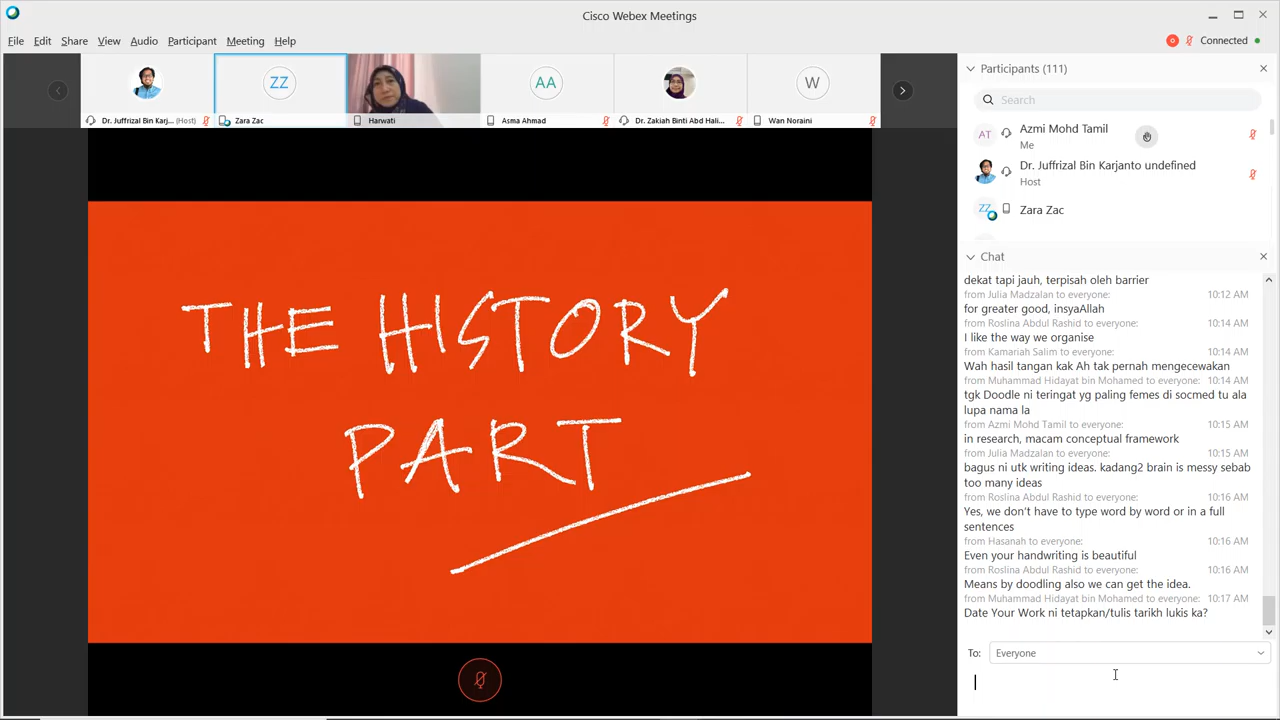 Cisco Webex Meetings
File Edit Share View Audio Participant Meeting Help
Connected
ZZ
AA
W
Dr. Juffrizal Bin Karj... (Host)
Zara Zac
Harwati
Asma Ahmad
Dr. Zakiah Binti Abd Hali...
Wan Noraini
THE HISTORY
PART
Participants (111)
Search
AT
Azmi Mohd Tamil
Me
Dr. Juffrizal Bin Karjanto undefined
Host
ZZ
Zara Zac
Chat
dekat tapi jauh, terpisah oleh barrier
from Julia Madzalan to everyone: 10:12 AM
for greater good, insyaAllah
from Roslina Abdul Rashid to everyone: 10:14 AM
I like the way we organise
from Kamariah Salim to everyone: 10:14 AM
Wah hasil tangan kak Ah tak pernah mengecewakan
from Muhammad Hidayat bin Mohamed to everyone: 10:14 AM
tgk Doodle ni teringat yg paling femes di socmed tu ala
lupa nama la
from Azmi Mohd Tamil to everyone: 10:15 AM
in research, macam conceptual framework
from Julia Madzalan to everyone: 10:15 AM
bagus ni utk writing ideas. kadang2 brain is messy sebab
too many ideas
from Roslina Abdul Rashid to everyone: 10:16 AM
Yes, we don't have to type word by word or in a full
sentences
from Hasanah to everyone: 10:16 AM
Even your handwriting is beautiful
from Roslina Abdul Rashid to everyone: 10:16 AM
Means by doodling also we can get the idea.
from Muhammad Hidayat bin Mohamed to everyone: 10:17 AM
Date Your Work ni tetapkan/tulis tarikh lukis ka?
To: Everyone